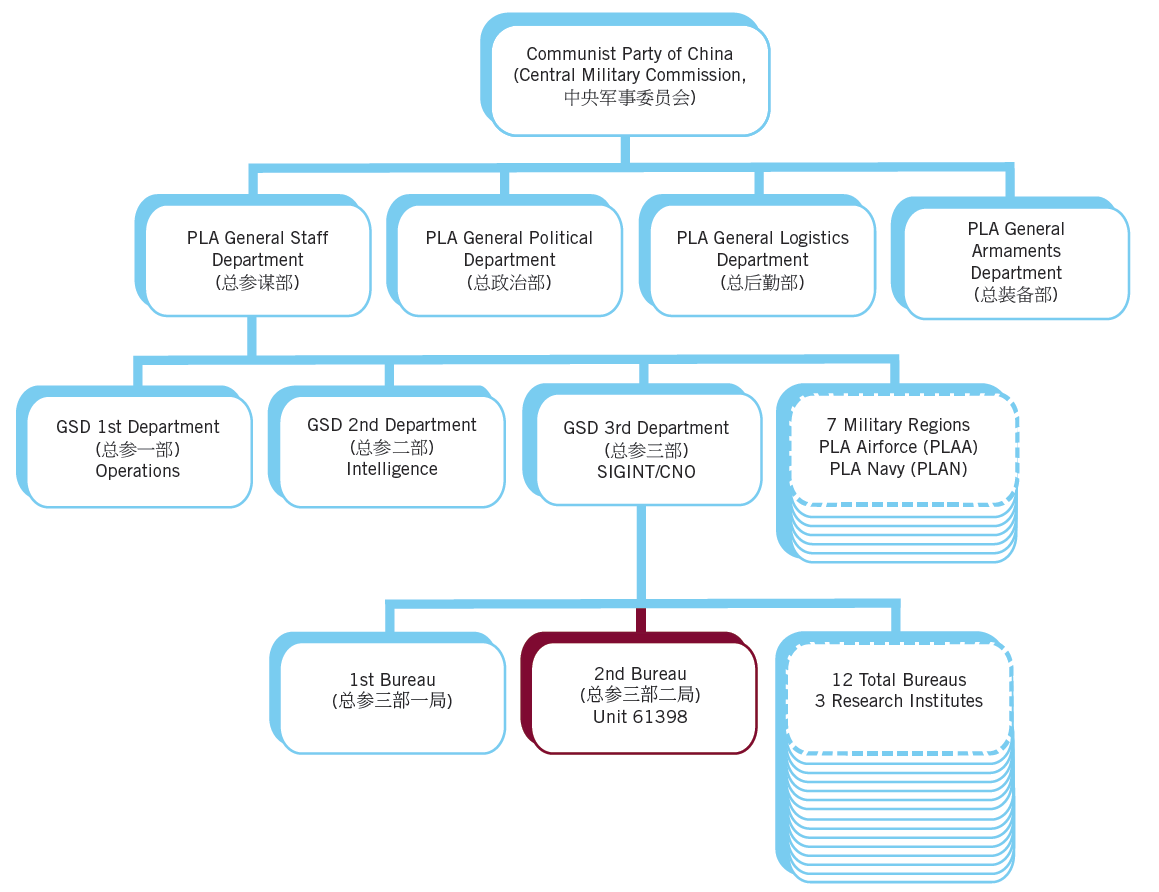 Communist Party of China
(Central Military Commission,
中央军事委员会)
PLA General Staff
Department
(总参谋部)
PLA General Political
Department
(总政治部)
PLA General Logistics
Department
(总后勤部)
PLA General
Armaments
Department
(总装备部)
GSD 1st Department
(总参一部)
Operations
GSD 2nd Department
(总参二部)
Intelligence
GSD 3rd Department
(总参三部)
SIGINT/CNO
7 Military Regions
PLA Airforce (PLAA)
PLA Navy (PLAN)
1st Bureau
(总参三部一局)
2nd Bureau
(总参三部二局)
Unit 61398
12 Total Bureaus
3 Research Institutes